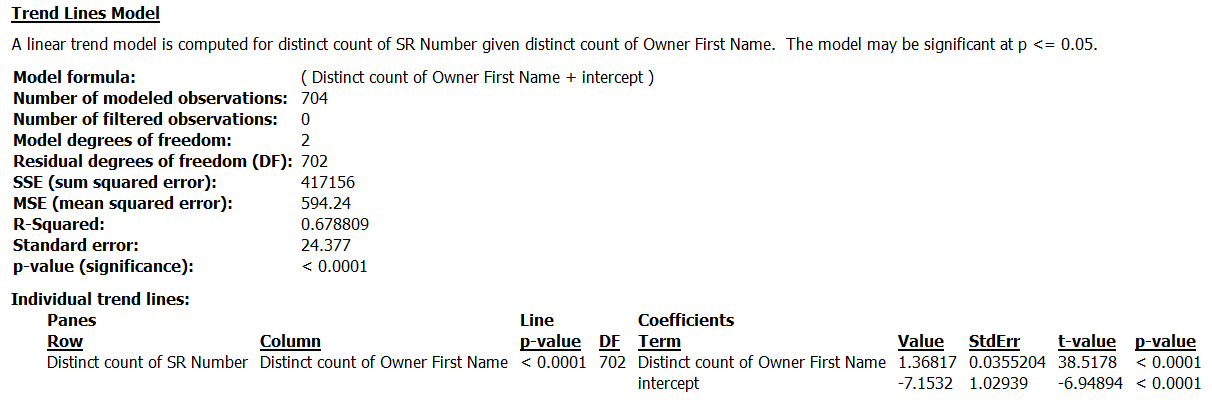 Trend Lines Model
A linear trend model is computed for distinct count of SR Number given distinct count of Owner First Name.  The model may be significant at p <= 0.05.
Model formula: ( Distinct count of Owner First Name + intercept )
Number of modeled observations: 704
Number of filtered observations: 0
Model degrees of freedom: 2
Residual degrees of freedom (DF): 702
SSE (sum squared error): 417156
MSE (mean squared error): 594.24
R-Squared: 0.678809
Standard error: 24.377
p-value (significance): < 0.0001
Individual trend lines:
Panes Line Coefficients
Row Column p-value DF Term Value StdErr t-value p-value
Distinct count of SR Number Distinct count of Owner First Name < 0.0001 702 Distinct count of Owner First Name 1.36817 0.0355204 38.5178 < 0.0001
intercept -7.1532 1.02939 -6.94894 < 0.0001